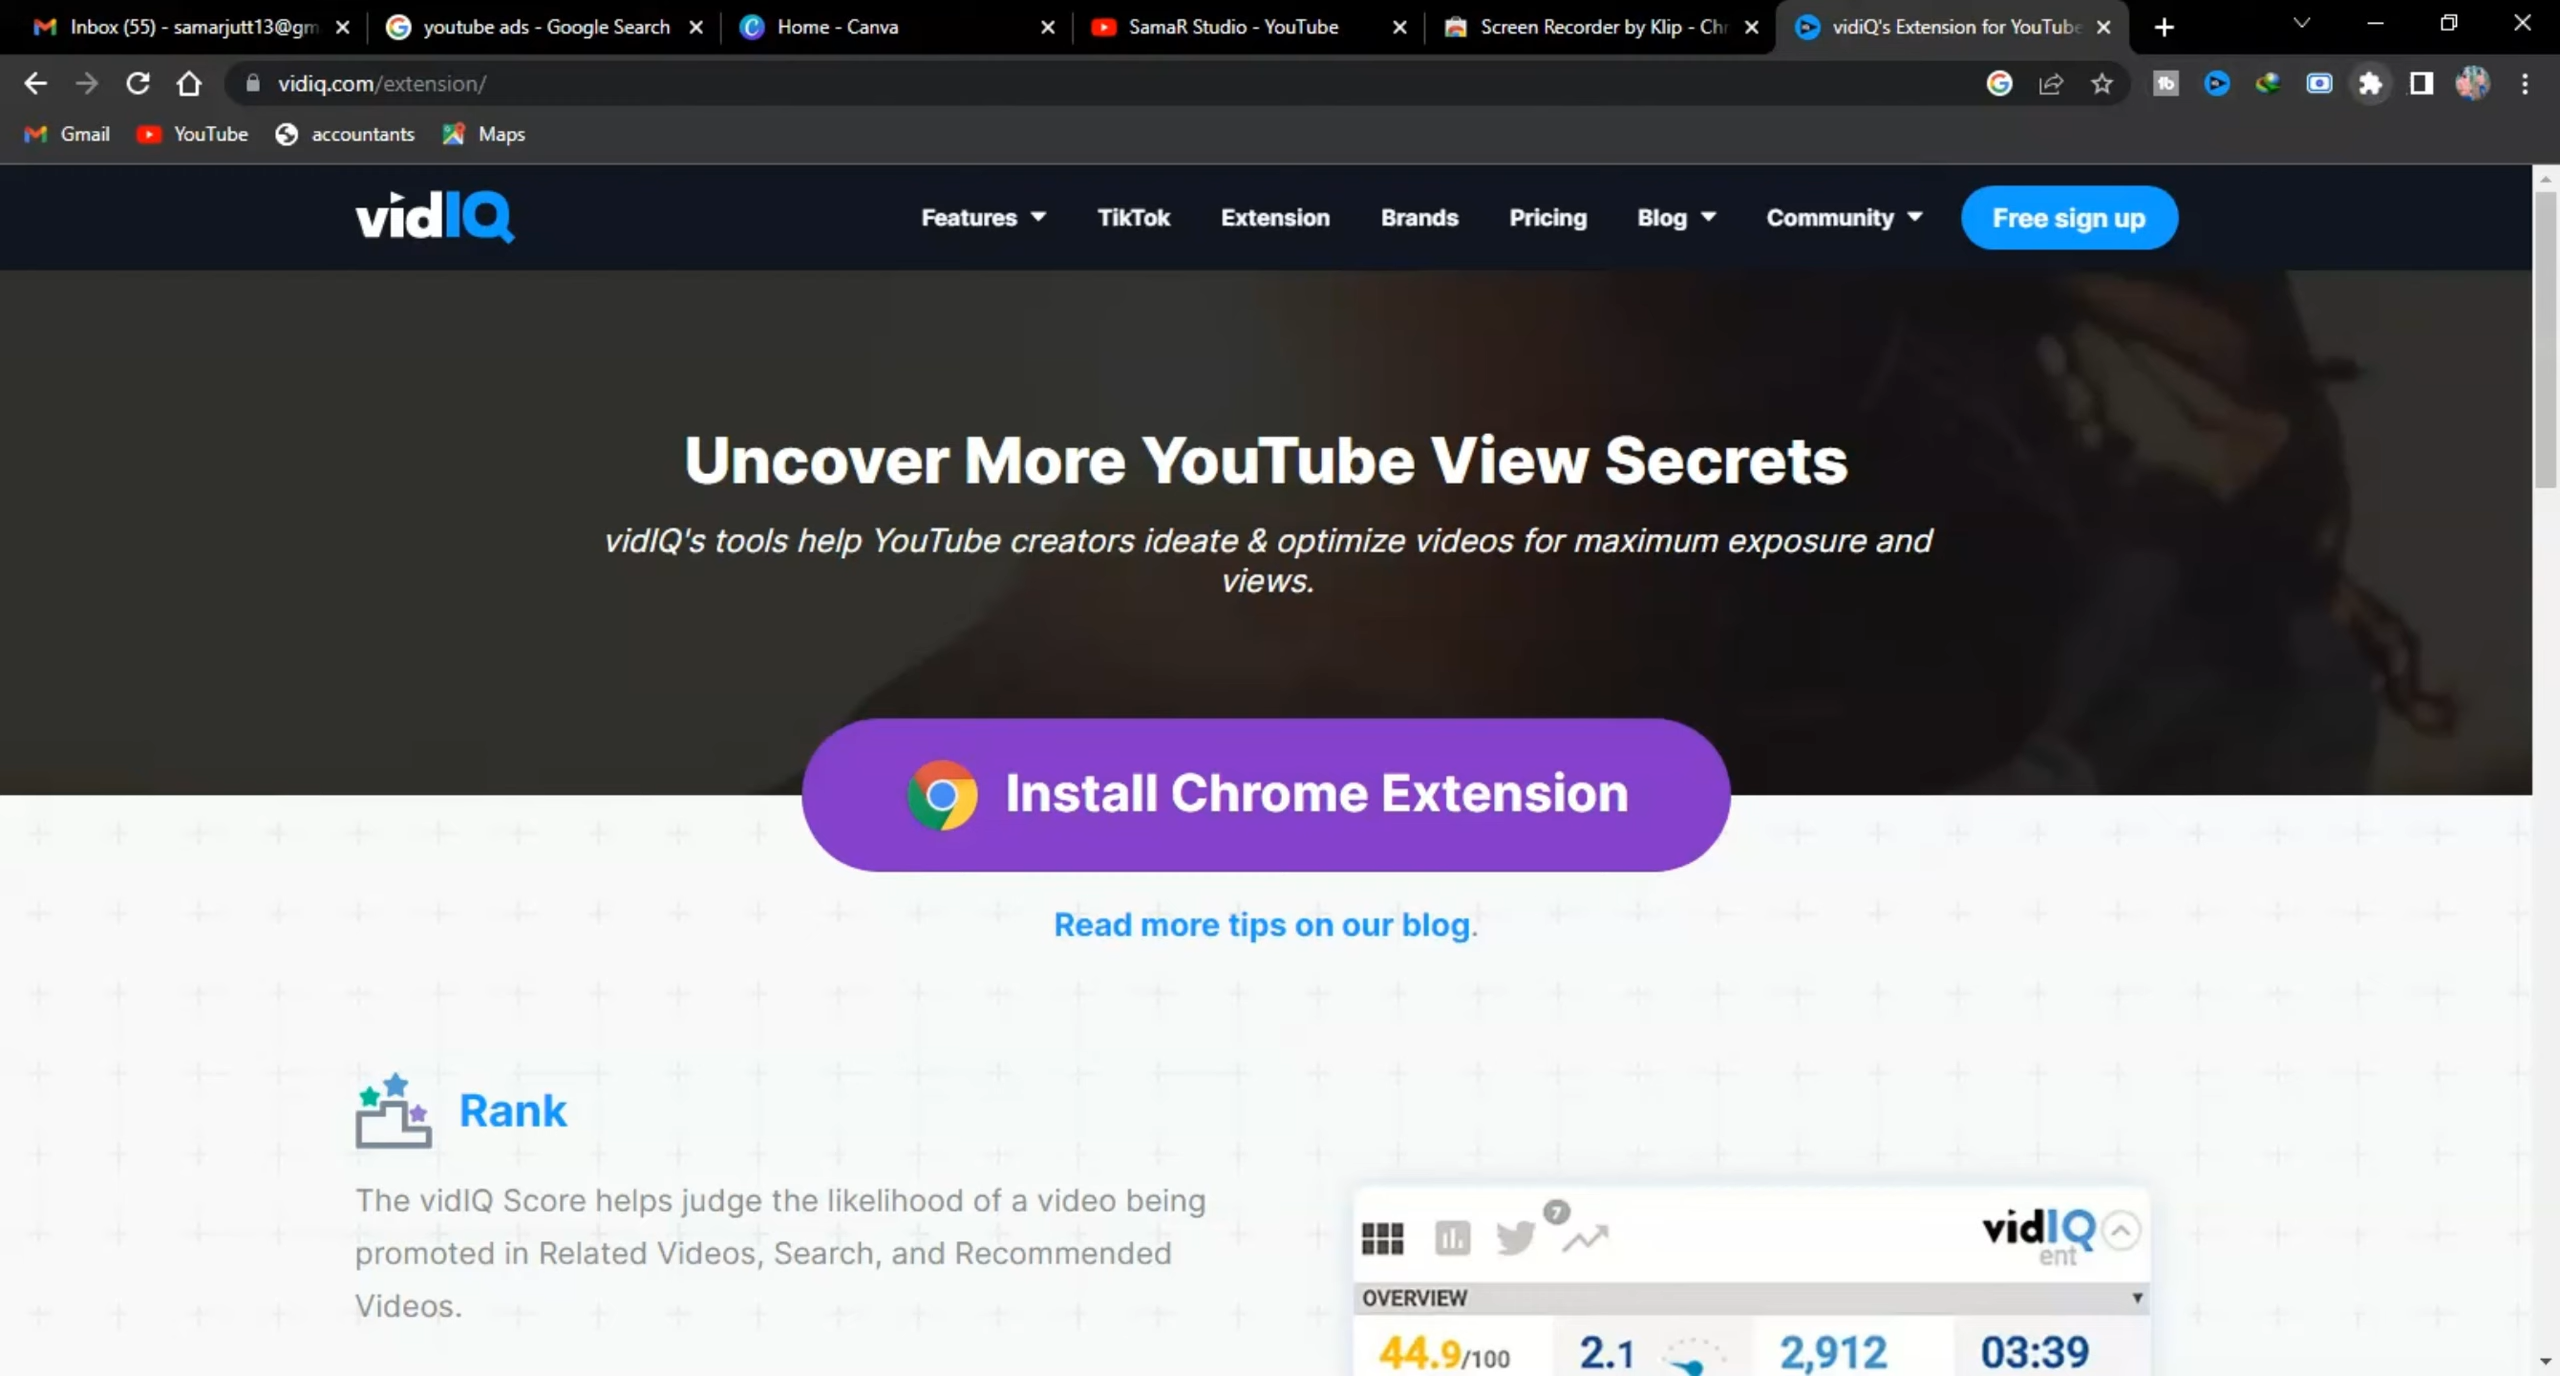 Inbox (55) - samarjutt13@gm
youtube ads - Google Search
Home - Canva
SamaR Studio - YouTube
Screen Recorder by Klip - Chr
vidiQ's Extension for YouTube
vidiq.com/extension/
Gmail
YouTube
accountants
Maps
vidIQ
Features
TikTok
Extension
Brands
Pricing
Blog
Community
Free sign up
Uncover More YouTube View Secrets
vidIQ's tools help YouTube creators ideate & optimize videos for maximum exposure and
views.
Install Chrome Extension
Read more tips on our blog.
Rank
The vidIQ Score helps judge the likelihood of a video being
promoted in Related Videos, Search, and Recommended
Videos.
7
vidIQ
ent
OVERVIEW
44.9/100
2.1
2,912
03:39